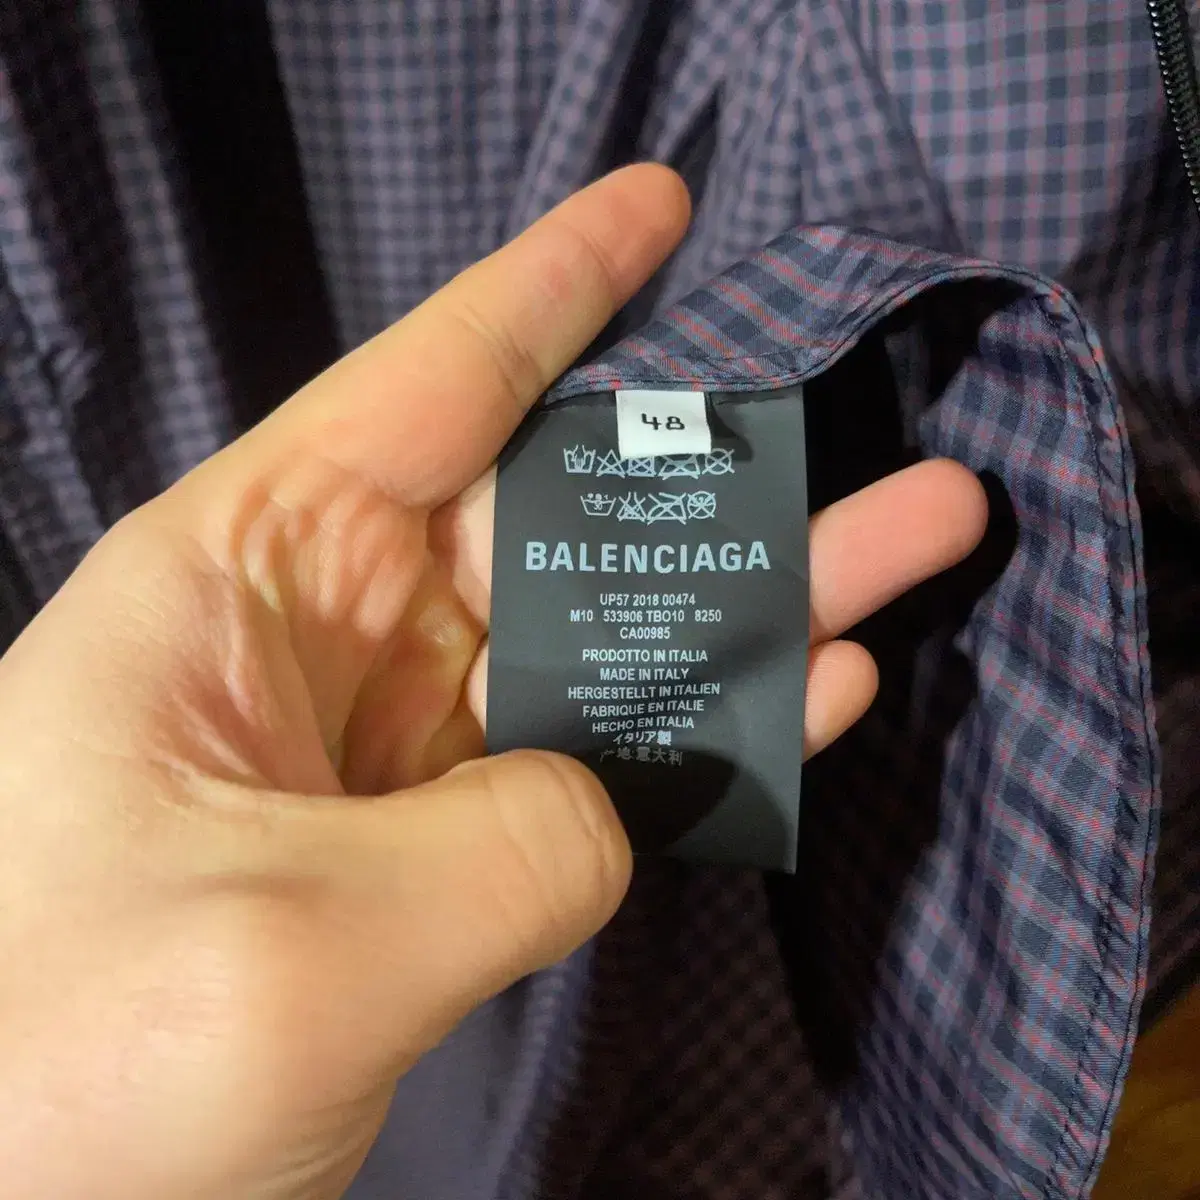 48
30
BALENCIAGA
UP57 2018 00474
M10 533906 TBO10 8250
CA00985
PRODOTTO IN ITALIA
MADE IN ITALY
HERGESTELLT IN ITALIEN
FABRIQUE EN ITALIE
HECHO EN ITALIA
イタリア製
产地:意大利